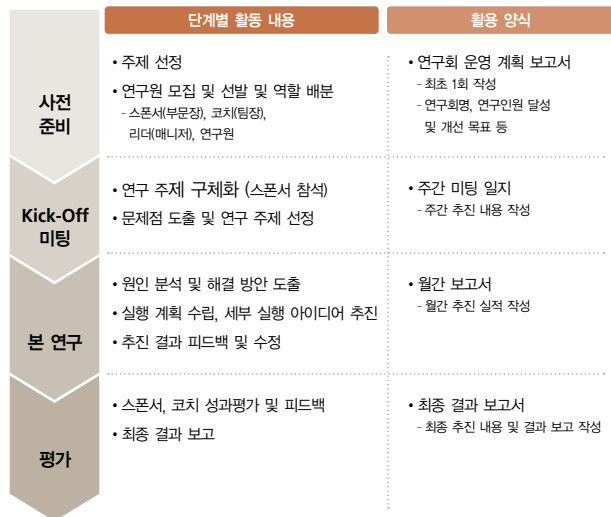 단계별 활동 내용
활용 양식
사전
준비
• 주제 선정
• 연구원 모집 및 선발 및 역할 배분
- 스폰서(부문장), 코치(팀장),
리더(매니저), 연구원
• 연구회 운영 계획 보고서
- 최초 1회 작성
- 연구회명, 연구인원 달성
및 개선 목표 등
Kick-Off
미팅
• 연구 주제 구체화 (스폰서 참석)
• 문제점 도출 및 연구 주제 선정
• 주간 미팅 일지
- 주간 추진 내용 작성
본 연구
• 원인 분석 및 해결 방안 도출
• 실행 계획 수립, 세부 실행 아이디어 추진
• 추진 결과 피드백 및 수정
• 월간 보고서
- 월간 추진 실적 작성
평가
• 스폰서, 코치 성과평가 및 피드백
• 최종 결과 보고
• 최종 결과 보고서
- 최종 추진 내용 및 결과 보고 작성